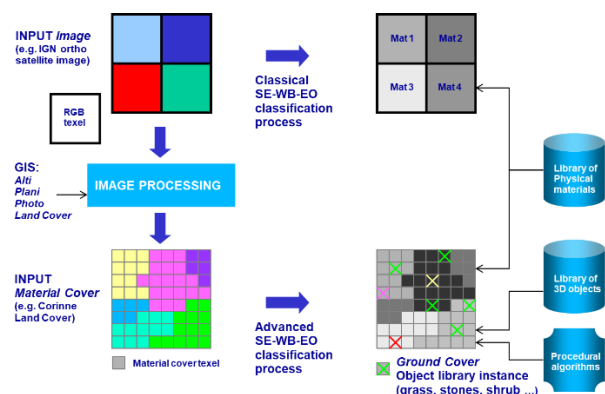 INPUT Image
(e.g. IGN ortho
satellite image)
Mat 1
Mat 2
Mat 3
Mat 4
Classical
SE-WB-EO
classification
process
RGB
texel
GIS:
Alti
Plani
Photo
Land Cover
IMAGE PROCESSING
Library of
Physical
materials
INPUT
Material Cover
(e.g. Corinne
Land Cover)
Material cover texel
Advanced
SE-WB-EO
classification
process
Library of
3D objects
Procedural
algorithms
Ground Cover
Object library instance
(grass, stones, shrub ...)